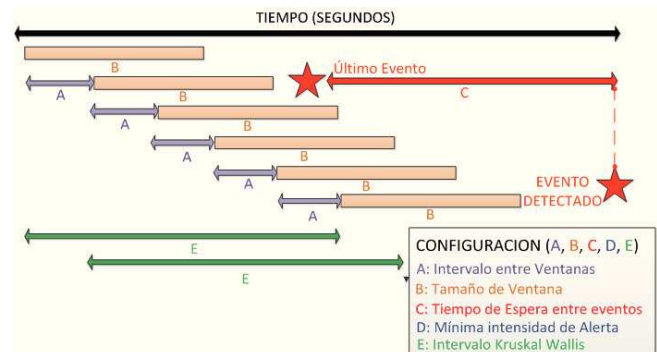 TIEMPO (SEGUNDOS)
B
Último Evento
A
B
C
A
B
A
B
A
B
EVENTO
DETECTADO
A
B
E
E
CONFIGURACION (A, B, C, D, E)
A: Intervalo entre Ventanas
B: Tamaño de Ventana
C: Tiempo de Espera entre eventos
D: Mínima intensidad de Alerta
E: Intervalo Kruskal Wallis